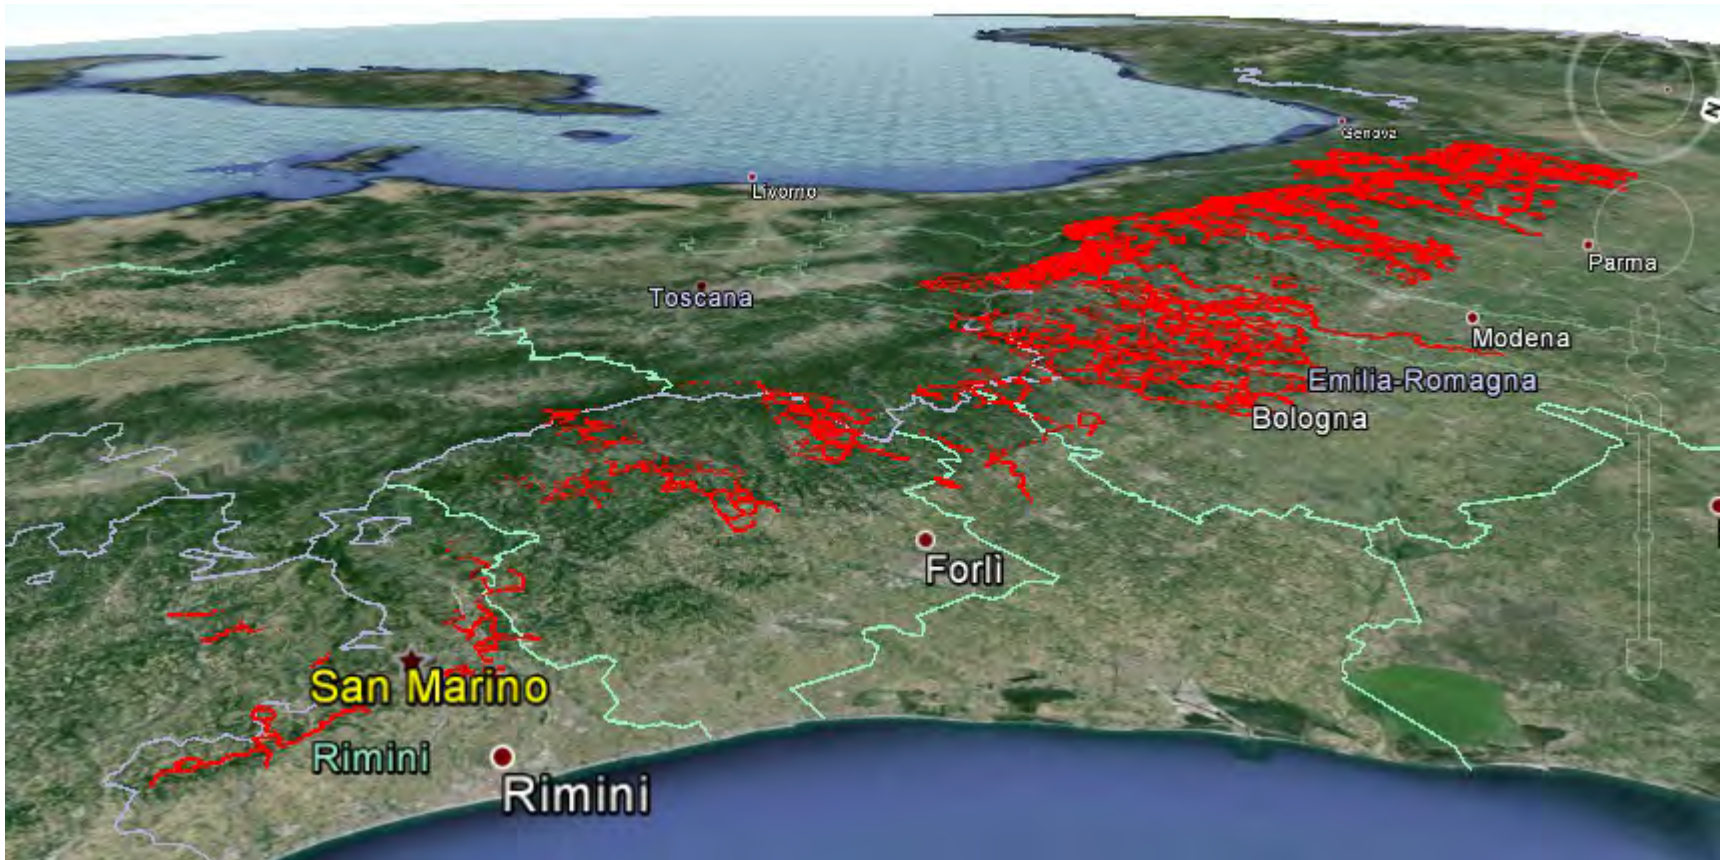 Genova
Livorno
Parma
Toscana
Modena
Emilia-Romagna
Bologna
Forlì
San Marino
Rimini
Rimini
N